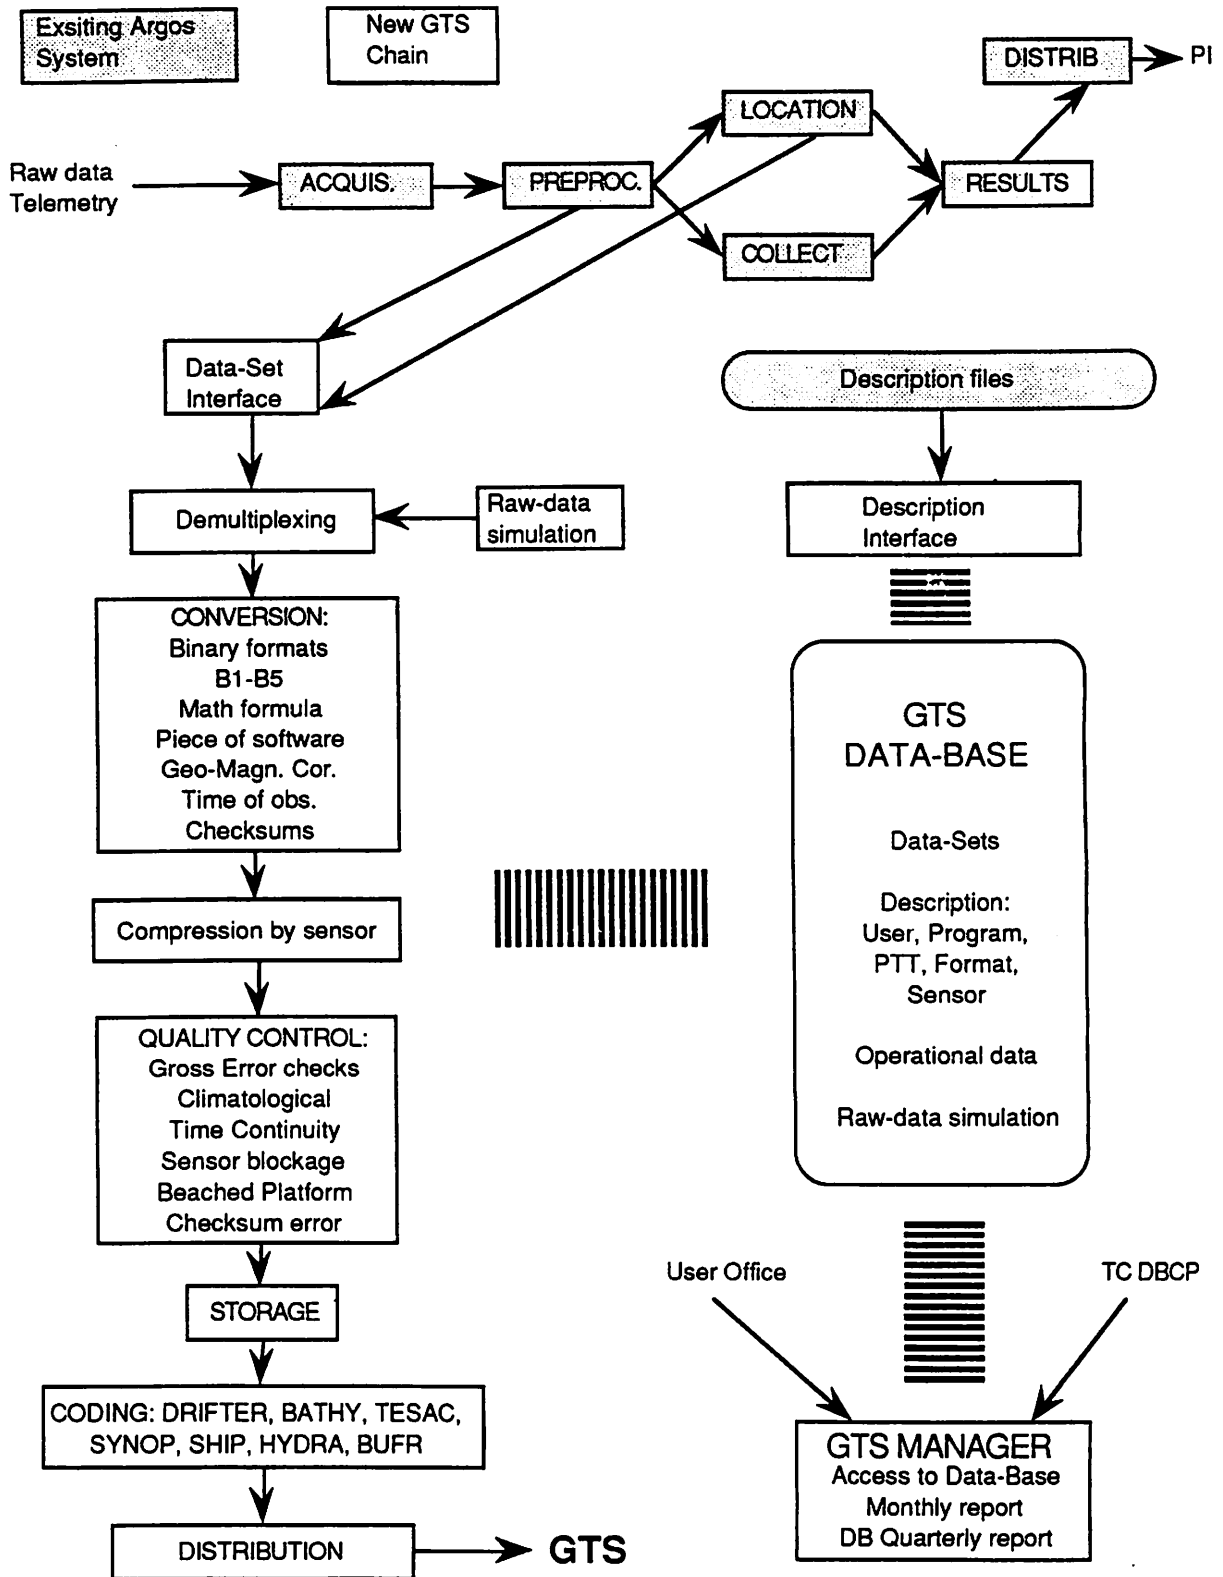 Exsiting Argos
System
New GTS
Chain
DISTRIB
PI
LOCATION
Raw data
Telemetry
ACQUIS.
PREPROC.
RESULTS
COLLECT
Data-Set
Interface
Description files
Demultiplexing
Raw-data
simulation
Description
Interface
CONVERSION:
Binary formats
B1-B5
Math formula
Piece of software
Geo-Magn. Cor.
Time of obs.
Checksums
GTS
DATA-BASE
Data-Sets
Description:
User, Program,
PTT, Format,
Sensor
Operational data
Raw-data simulation
Compression by sensor
QUALITY CONTROL:
Gross Error checks
Climatological
Time Continuity
Sensor blockage
Beached Platform
Checksum error
User Office
TC DBCP
STORAGE
CODING: DRIFTER, BATHY, TESAC,
SYNOP, SHIP, HYDRA, BUFR
GTS MANAGER
Access to Data-Base
Monthly report
DB Quarterly report
DISTRIBUTION
GTS